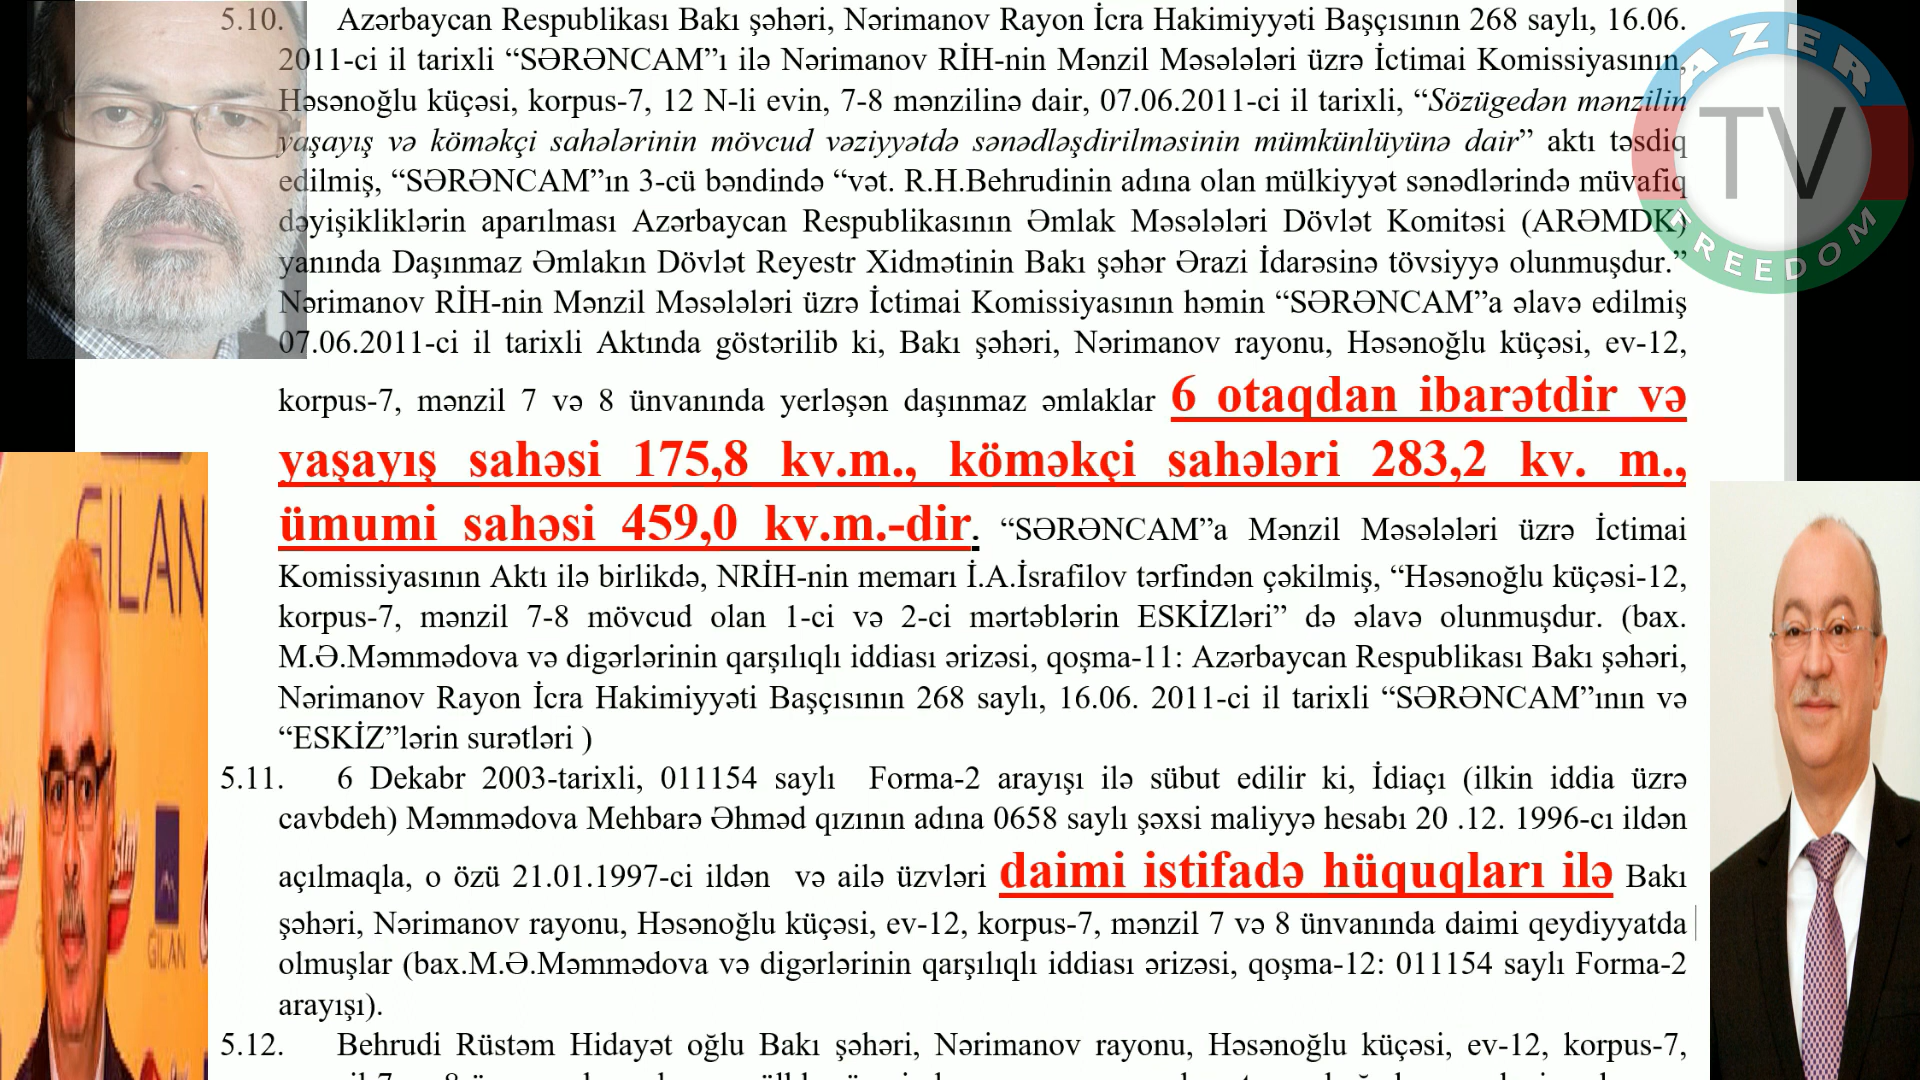 5.10. Azərbaycan Respublikası Bakı şəhəri, Nərimanov Rayon İcra Hakimiyyəti Başçısının 268 saylı, 16.06.
2011-ci il tarixli “SƏRƏNCAM”ı ilə Nərimanov RİH-nin Mənzil Məsələləri üzrə İctimai Komissiyasının,
Həsənoğlu küçəsi, korpus-7, 12 N-li evin, 7-8 mənzilinə dair, 07.06.2011-ci il tarixli, “Sözügedən mənzilin
yaşayış və köməkçi sahələrinin mövcud vəziyyətdə sənədləşdirilməsinin mümkünlüyünə dair” aktı təsdiq
edilmiş, “SƏRƏNCAM”ın 3-cü bəndində “vət. R.H.Behrudinin adına olan mülkiyyət sənədlərində müvafiq
dəyişikliklərin aparılması Azərbaycan Respublikasının Əmlak Məsələləri Dövlət Komitəsi (ARƏMDK)
yanında Daşınmaz Əmlakın Dövlət Reyestr Xidmətinin Bakı şəhər Ərazi İdarəsinə tövsiyyə olunmuşdur.”
Nərimanov RİH-nin Mənzil Məsələləri üzrə İctimai Komissiyasının həmin “SƏRƏNCAM”a əlavə edilmiş
07.06.2011-ci il tarixli Aktında göstərilib ki, Bakı şəhəri, Nərimanov rayonu, Həsənoğlu küçəsi, ev-12,
korpus-7, mənzil 7 və 8 ünvanında yerləşən daşınmaz əmlaklar 6 otaqdan ibarətdir və
yaşayış sahəsi 175,8 kv.m., köməkçi sahələri 283,2 kv. m.,
ümumi sahəsi 459,0 kv.m.-dir. “SƏRƏNCAM”a Mənzil Məsələləri üzrə İctimai
Komissiyasının Aktı ilə birlikdə, NRİH-nin memarı İ.A.İsrafilov tərfindən çəkilmiş, “Həsənoğlu küçəsi-12,
korpus-7, mənzil 7-8 mövcud olan 1-ci və 2-ci mərtəblərin ESKİZləri” də əlavə olunmuşdur. (bax.
M.Ə.Məmmədova və digərlərinin qarşılıqlı iddiası ərizəsi, qoşma-11: Azərbaycan Respublikası Bakı şəhəri,
Nərimanov Rayon İcra Hakimiyyəti Başçısının 268 saylı, 16.06. 2011-ci il tarixli “SƏRƏNCAM”ının və
“ESKİZ”lərin surətləri )
5.11. 6 Dekabr 2003-tarixli, 011154 saylı Forma-2 arayışı ilə sübut edilir ki, İdiaçı (ilkin iddia üzrə
cavbdeh) Məmmədova Mehbarə Əhməd qızının adına 0658 saylı şəxsi maliyyə hesabı 20 .12. 1996-cı ildən
açılmaqla, o özü 21.01.1997-ci ildən və ailə üzvləri daimi istifadə hüquqları ilə Bakı
şəhəri, Nərimanov rayonu, Həsənoğlu küçəsi, ev-12, korpus-7, mənzil 7 və 8 ünvanında daimi qeydiyyatda
olmuşlar (bax.M.Ə.Məmmədova və digərlərinin qarşılıqlı iddiası ərizəsi, qoşma-12: 011154 saylı Forma-2
arayışı).
5.12. Behrudi Rüstəm Hidayət oğlu Bakı şəhəri, Nərimanov rayonu, Həsənoğlu küçəsi, ev-12, korpus-7,
AZER
TV
FREEDOM
GILAN
GILAN